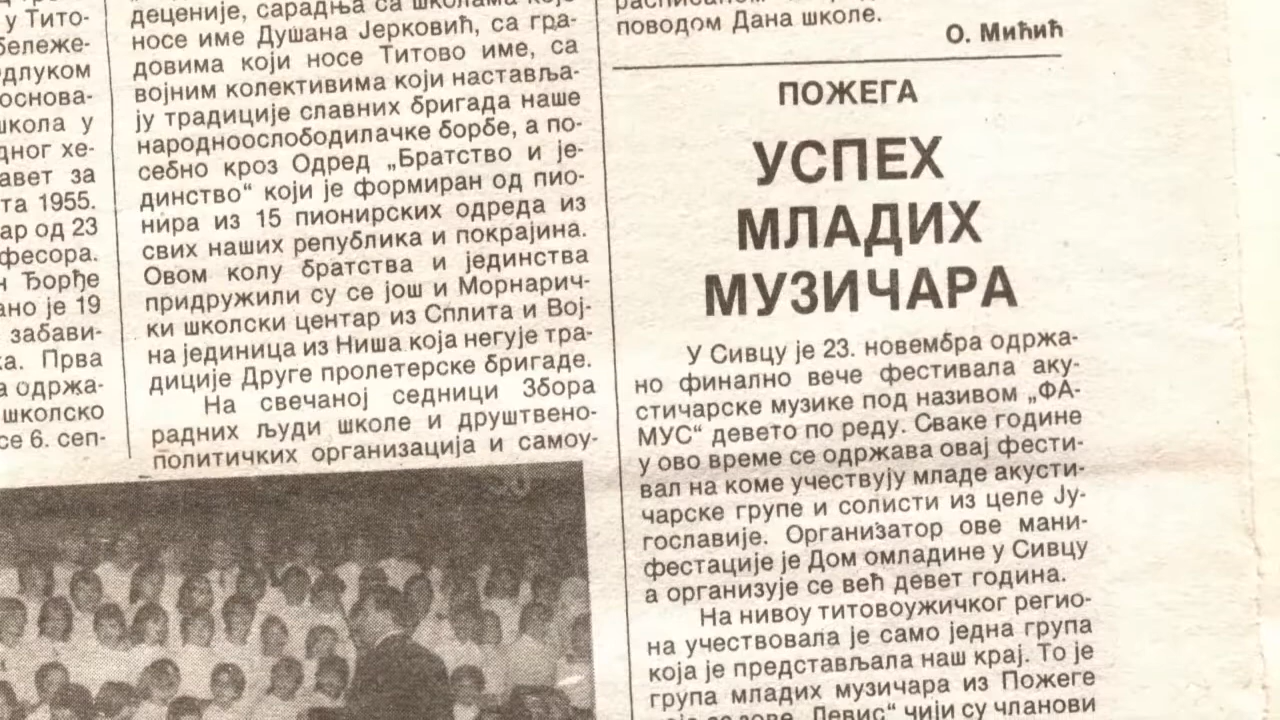 у Тито-
бележе-
одлуком
основа-
школа у
дног хе-
авет за
та 1955.
ар од 23
фесора.
н Ђорђе
ано је 19
забави-
ка. Прва
а одржа-
школско
се 6. сеп-
деценије, сарадња са школама које
носе име Душана Јерковић, са гра-
довима који носе Титово име, са
војним колективима који наставља-
ју традиције славних бригада наше
народноослободилачке борбе, а по-
себно кроз Одред „Братство и је-
динство“ који је формиран од пио-
нира из 15 пионирских одреда из
свих наших република и покрајина.
Овом колу братства и јединства
придружили су се још и Морнарич-
ки школски центар из Сплита и Вој-
на јединица из Ниша која негује тра-
диције Друге пролетерске бригаде.
На свечаној седници Збора
радних људи школе и друштвено-
политичких организација и самоу-
поводом Дана школе.
О. Мићић
ПОЖЕГА
УСПЕХ
МЛАДИХ
МУЗИЧАРА
У Сивцу је 23. новембра одржа-
но финално вече фестивала аку-
стичарске музике под називом „ФА-
МУС“ девето по реду. Сваке године
у ово време се одржава овај фести-
вал на коме учествују младе акусти-
чарске групе и солисти из целе Ју-
гославије. Организатор ове мани-
фестације је Дом омладине у Сивцу
а организује се већ девет година.
На нивоу титовоужичког регио-
на учествовала је само једна група
која је представљала наш крај. То је
група младих музичара из Пожеге
која се зове „Левис“ чији су чланови